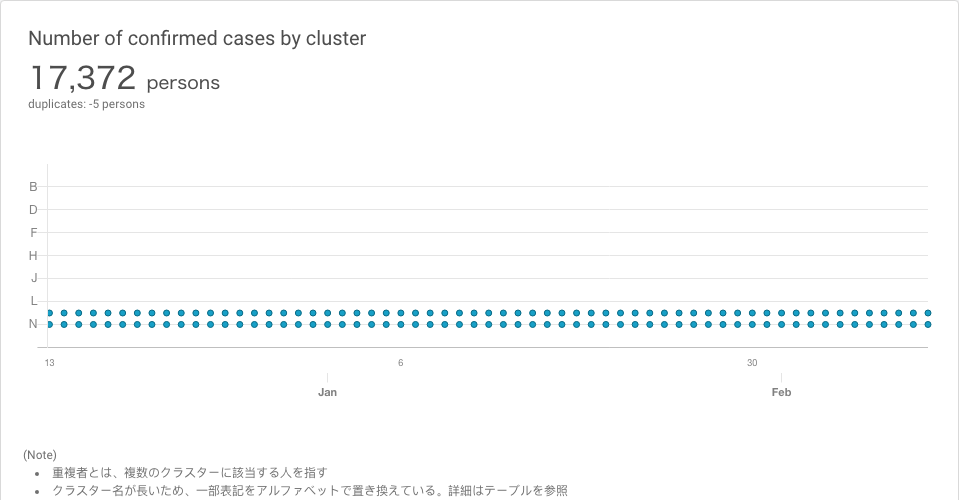 Number of confirmed cases by cluster
17,372 persons
duplicates: -5 persons
B
D
F
H
J
L
N
13 6 30
Jan Feb
(Note)
• 重複者とは、複数のクラスターに該当する人を指す
• クラスター名が長いため、一部表記をアルファベットで置き換えている。詳細はテーブルを参照